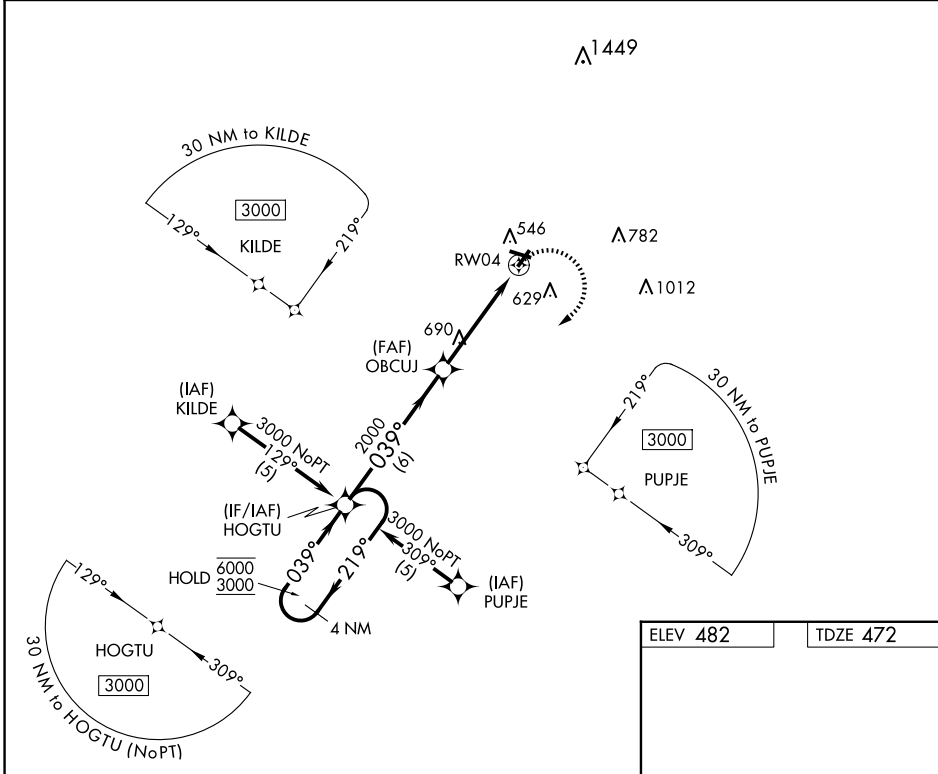 1449
30 NM to KILDE
3000
KILDE
129°
219°
546
782
RW04
629
1012
690
(FAF)
OBCUJ
(IAF)
KILDE
3000 NoPT
129°
(5)
2000
039°
(6)
219°
30 NM to PUPJE
3000
PUPJE
309°
(IF/IAF)
HOGTU
3000 NoPT
309°
(5)
039°
219°
HOLD
6000
3000
(IAF)
PUPJE
4 NM
129°
HOGTU
309°
3000
30 NM to HOGTU (NoPT)
ELEV 482
TDZE 472